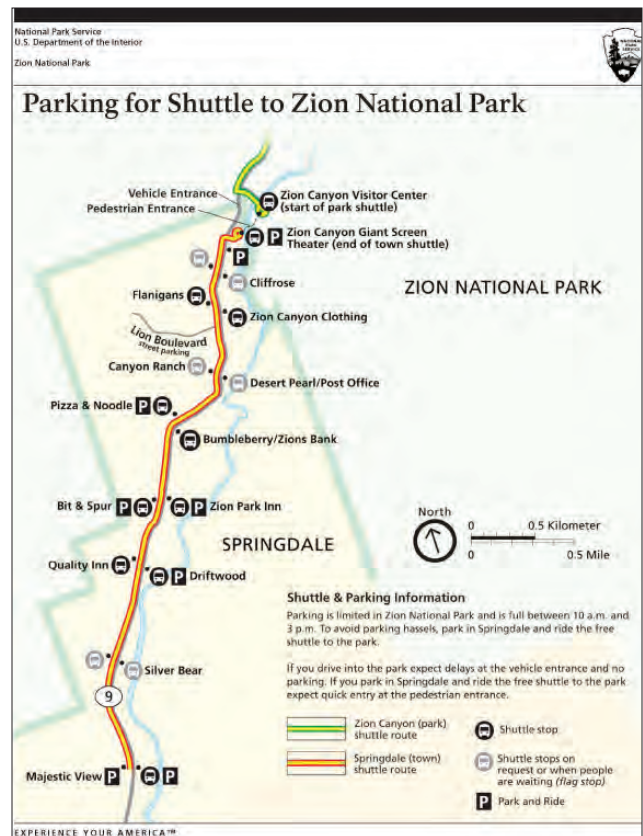 National Park Service
U.S. Department of the Interior
Zion National Park
NATIONAL
PARK
SERVICE
Parking for Shuttle to Zion National Park
Vehicle Entrance
Pedestrian Entrance
Zion Canyon Visitor Center
(start of park shuttle)
Zion Canyon Giant Screen
Theater (end of town shuttle)
P
P
Cliffrose
ZION NATIONAL PARK
Flanigans
Zion Canyon Clothing
Lion Boulevard
street parking
Canyon Ranch
Desert Pearl/Post Office
Pizza & Noodle P
Bumbleberry/Zions Bank
Bit & Spur P
P Zion Park Inn
North
0 0.5 Kilometer
0 0.5 Mile
SPRINGDALE
Quality Inn
P Driftwood
Shuttle & Parking Information
Parking is limited in Zion National Park and is full between 10 a.m. and
3 p.m. To avoid parking hassels, park in Springdale and ride the free
shuttle to the park.
If you drive into the park expect delays at the vehicle entrance and no
parking. If you park in Springdale and ride the free shuttle to the park
expect quick entry at the pedestrian entrance.
Silver Bear
9
Zion Canyon (park)
shuttle route
Shuttle stop
Springdale (town)
shuttle route
Shuttle stops on
request or when people
are waiting (flag stop)
Majestic View P
P
P Park and Ride
EXPERIENCE YOUR AMERICA™